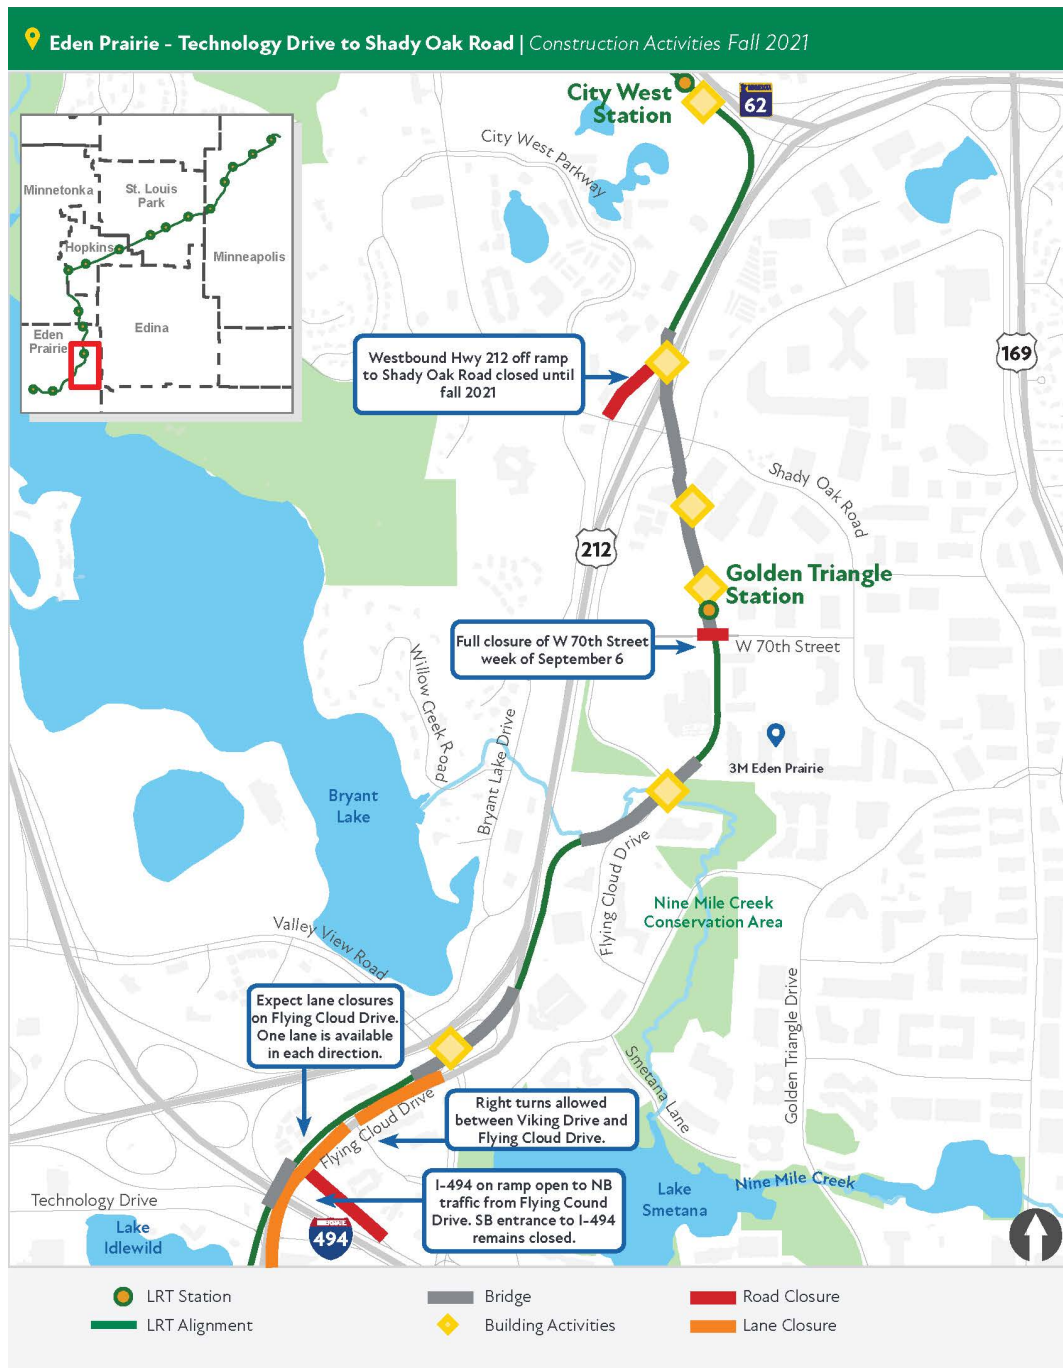 Eden Prairie - Technology Drive to Shady Oak Road | Construction Activities Fall 2021
City West
Station
62
City West Parkway
Minnetonka
St. Louis
Park
Hopkins
Minneapolis
Edina
Eden
Prairie
169
Westbound Hwy 212 off ramp
to Shady Oak Road closed until
fall 2021
Shady Oak Road
212
Golden Triangle
Station
Full closure of W 70th Street
week of September 6
W 70th Street
Willow Creek Road
Bryant Lake Drive
3M Eden Prairie
Bryant
Lake
Flying Cloud Drive
Nine Mile Creek
Conservation Area
Valley View Road
Golden Triangle Drive
Expect lane closures
on Flying Cloud Drive.
One lane is available
in each direction.
Smetana Lane
Right turns allowed
between Viking Drive and
Flying Cloud Drive.
Flying Cloud Drive
I-494 on ramp open to NB
traffic from Flying Cound
Drive. SB entrance to I-494
remains closed.
Nine Mile Creek
Lake
Smetana
Technology Drive
Lake
Idlewild
INTERSTATE
494
LRT Station
Bridge
Road Closure
LRT Alignment
Building Activities
Lane Closure